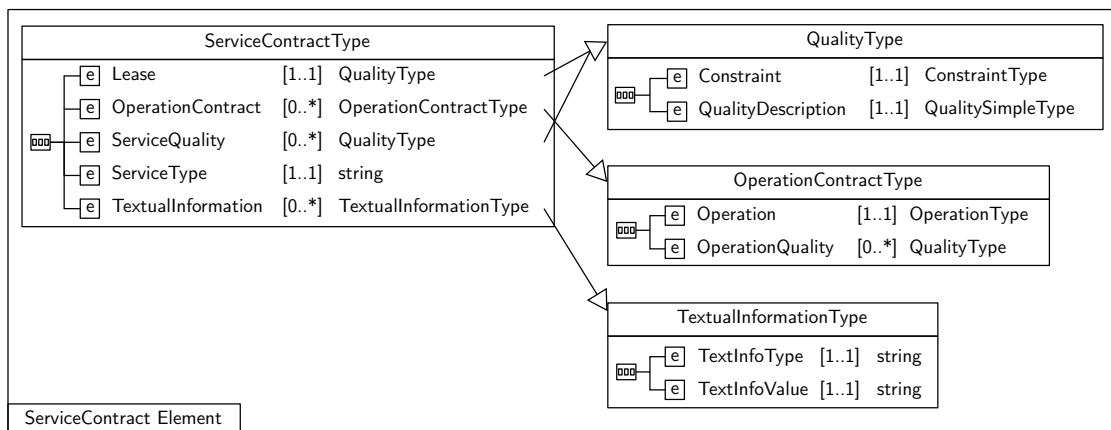 ServiceContractType
e Lease [1..1] QualityType
e OperationContract [0..*] OperationContractType
e ServiceQuality [0..*] QualityType
e ServiceType [1..1] string
e TextualInformation [0..*] TextualInformationType
QualityType
e Constraint [1..1] ConstraintType
e QualityDescription [1..1] QualitySimpleType
OperationContractType
e Operation [1..1] OperationType
e OperationQuality [0..*] QualityType
TextualInformationType
e TextInfoType [1..1] string
e TextInfoValue [1..1] string
ServiceContract Element